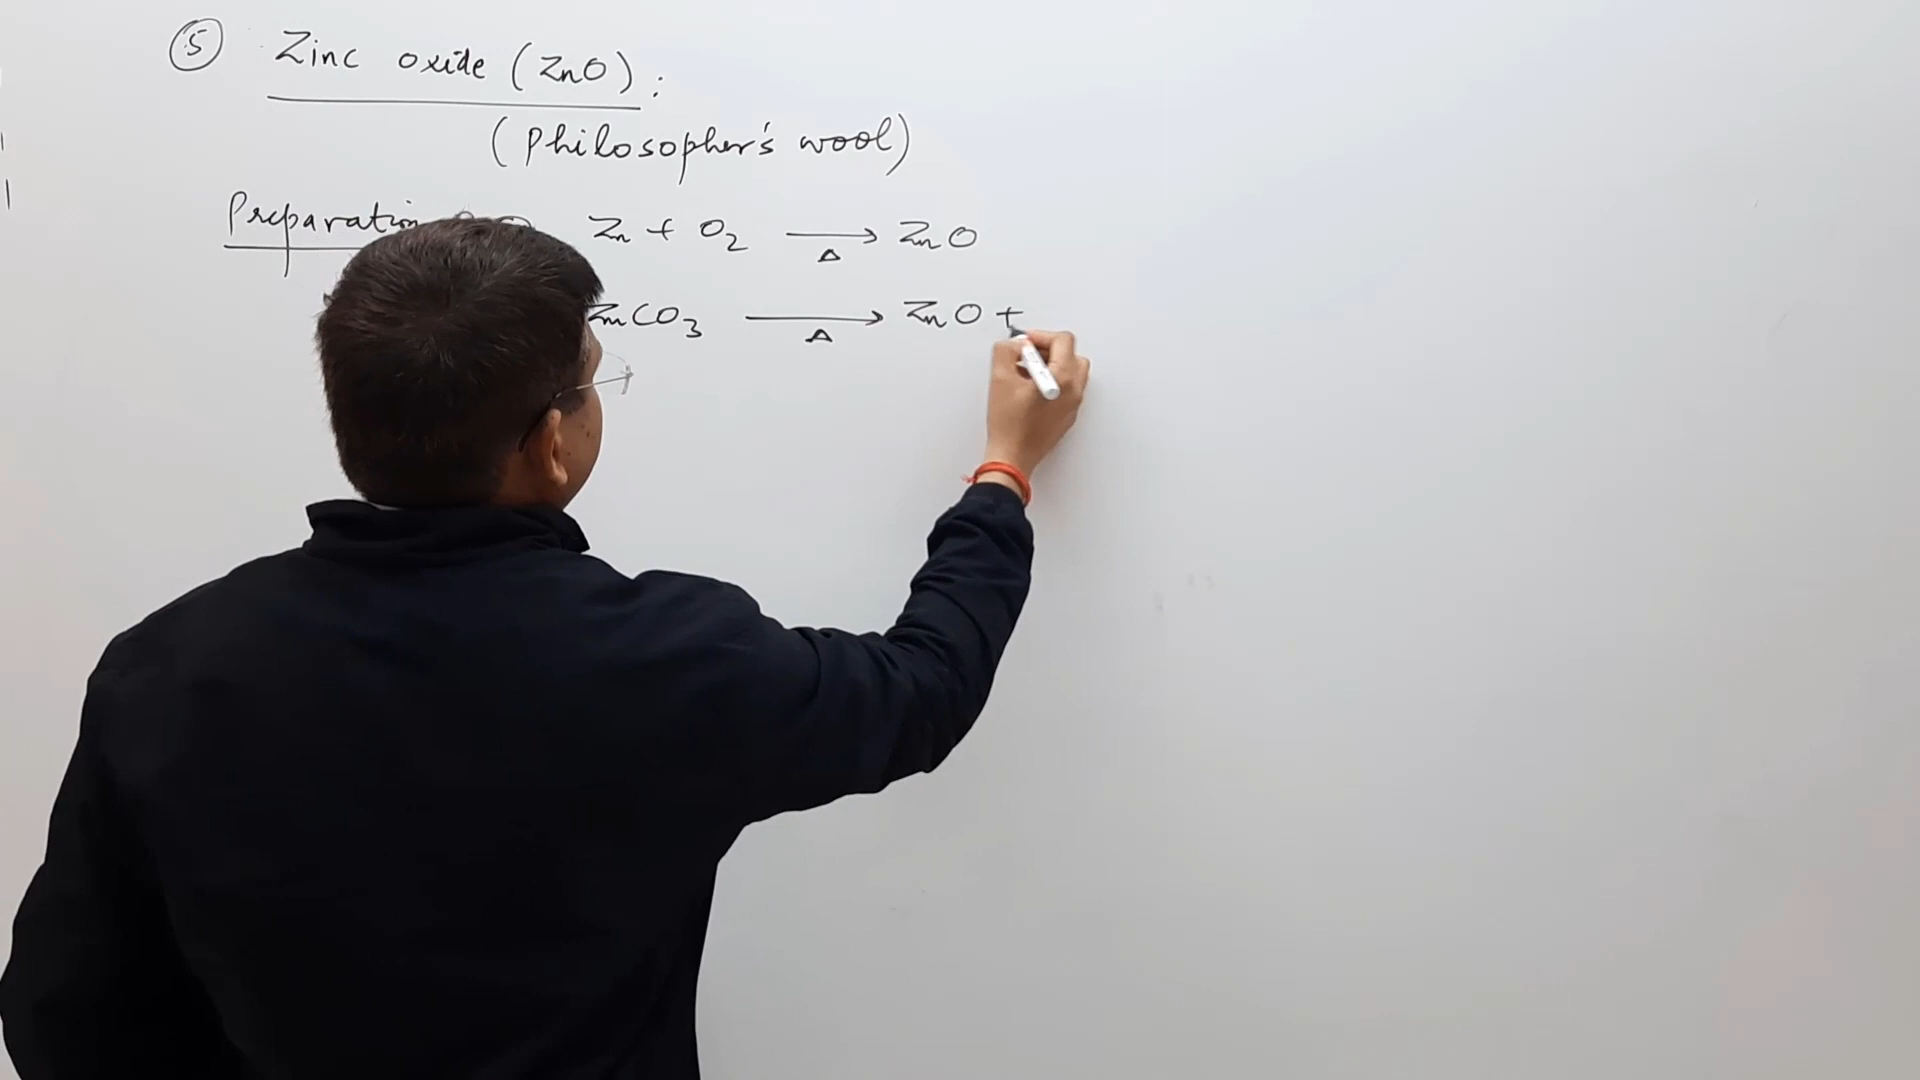 5 Zinc oxide (ZnO) :
(Philosopher's wool)
Preparation Zn + O2 →Δ ZnO
ZnCO3 →Δ ZnO +